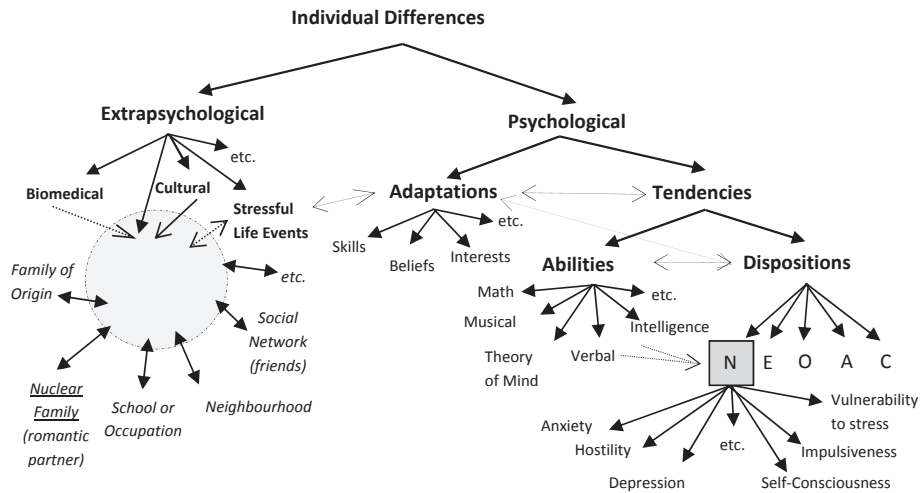 Individual Differences
Extrapsychological
Psychological
etc.
Biomedical
Cultural
Stressful
Life Events
Adaptations
Tendencies
etc.
Skills
Beliefs
Interests
Abilities
Dispositions
Family of
Origin
etc.
Math
etc.
Musical
Intelligence
Social
Network
(friends)
Theory
of Mind
Verbal
N E O A C
Nuclear
Family
(romantic
partner)
School or
Occupation
Neighbourhood
Vulnerability
to stress
Anxiety
Hostility
etc.
Impulsiveness
Depression
Self-Consciousness